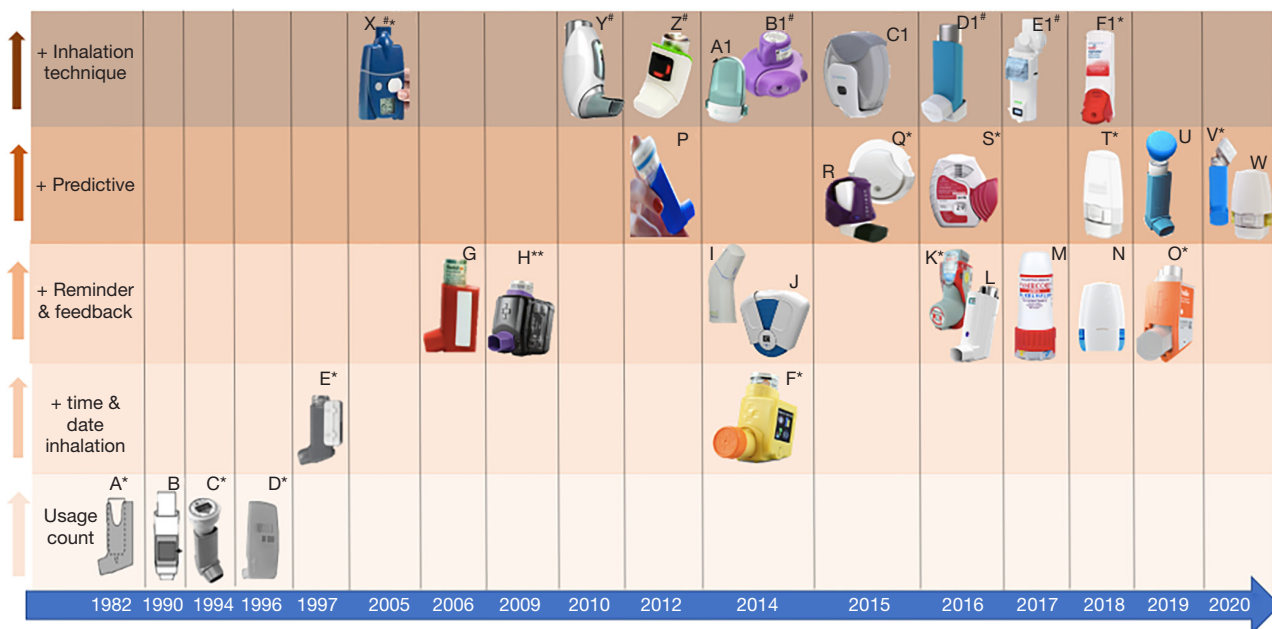 + Inhalation
technique
X #*
Y#
Z#
A1
B1#
C1
D1#
E1#
F1*
+ Predictive
P
Q*
R
S*
T*
U
V*
W
+ Reminder
& feedback
G
H**
I
J
K*
L
M
N
O*
+ time &
date
inhalation
E*
F*
Usage
count
A*
B
C*
D*
1982 1990 1994 1996 1997 2005 2006 2009 2010 2012 2014 2015 2016 2017 2018 2019 2020